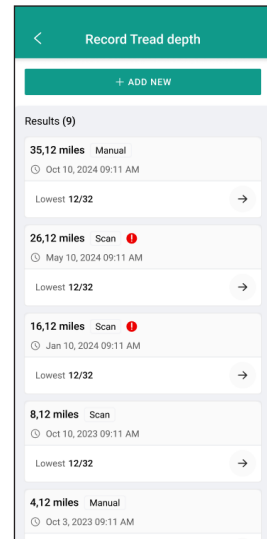 Record Tread depth
+ ADD NEW
Results (9)
35,12 miles Manual
Oct 10, 2024 09:11 AM
Lowest 12/32
26,12 miles Scan
May 10, 2024 09:11 AM
Lowest 12/32
16,12 miles Scan
Jan 10, 2024 09:11 AM
Lowest 12/32
8,12 miles Scan
Oct 10, 2023 09:11 AM
Lowest 12/32
4,12 miles Manual
Oct 3, 2023 09:11 AM